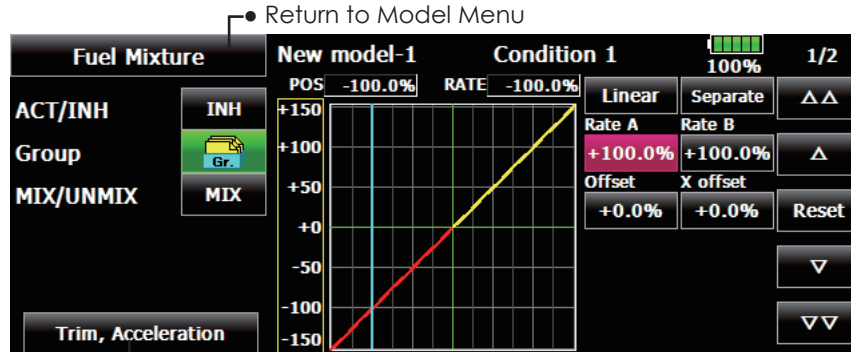 Return to Model Menu
Fuel Mixture
New model-1 Condition 1 100% 1/2
POS -100.0% RATE -100.0%
ACT/INH INH
Group Gr.
MIX/UNMIX MIX
Trim, Acceleration
+150
+100
+50
+0
-50
-100
-150
Linear Separate
Rate A Rate B
+100.0% +100.0%
Offset X offset
+0.0% +0.0%
Reset